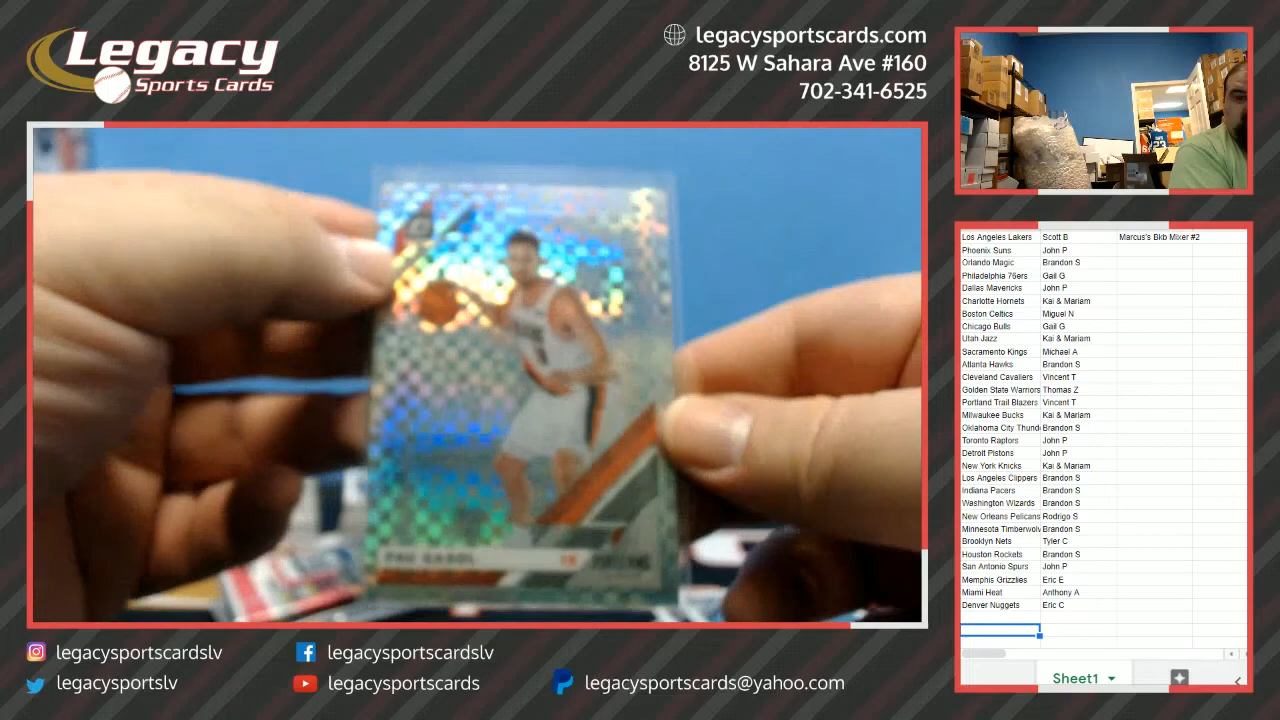 Legacy
Sports Cards
legacysportscards.com
8125 W Sahara Ave #160
702-341-6525
PAU GASOL
Los Angeles Lakers Scott B Marcus's Bkb Mixer #2
Phoenix Suns John P
Orlando Magic Brandon S
Philadelphia 76ers Gail G
Dallas Mavericks John P
Charlotte Hornets Kai & Mariam
Boston Celtics Miguel N
Chicago Bulls Gail G
Utah Jazz Kai & Mariam
Sacramento Kings Michael A
Atlanta Hawks Brandon S
Cleveland Cavaliers Vincent T
Golden State Warriors Thomas Z
Portland Trail Blazers Vincent T
Milwaukee Bucks Kai & Mariam
Oklahoma City Thund Brandon S
Toronto Raptors John P
Detroit Pistons John P
New York Knicks Kai & Mariam
Los Angeles Clippers Brandon S
Indiana Pacers Brandon S
Washington Wizards Brandon S
New Orleans Pelicans Rodrigo S
Minnesota Timberwolv Brandon S
Brooklyn Nets Tyler C
Houston Rockets Brandon S
San Antonio Spurs John P
Memphis Grizzlies Eric E
Miami Heat Anthony A
Denver Nuggets Eric C
Sheet1
legacysportscardslv
legacysportscardslv
legacysportslv
legacysportscards
legacysportscards@yahoo.com